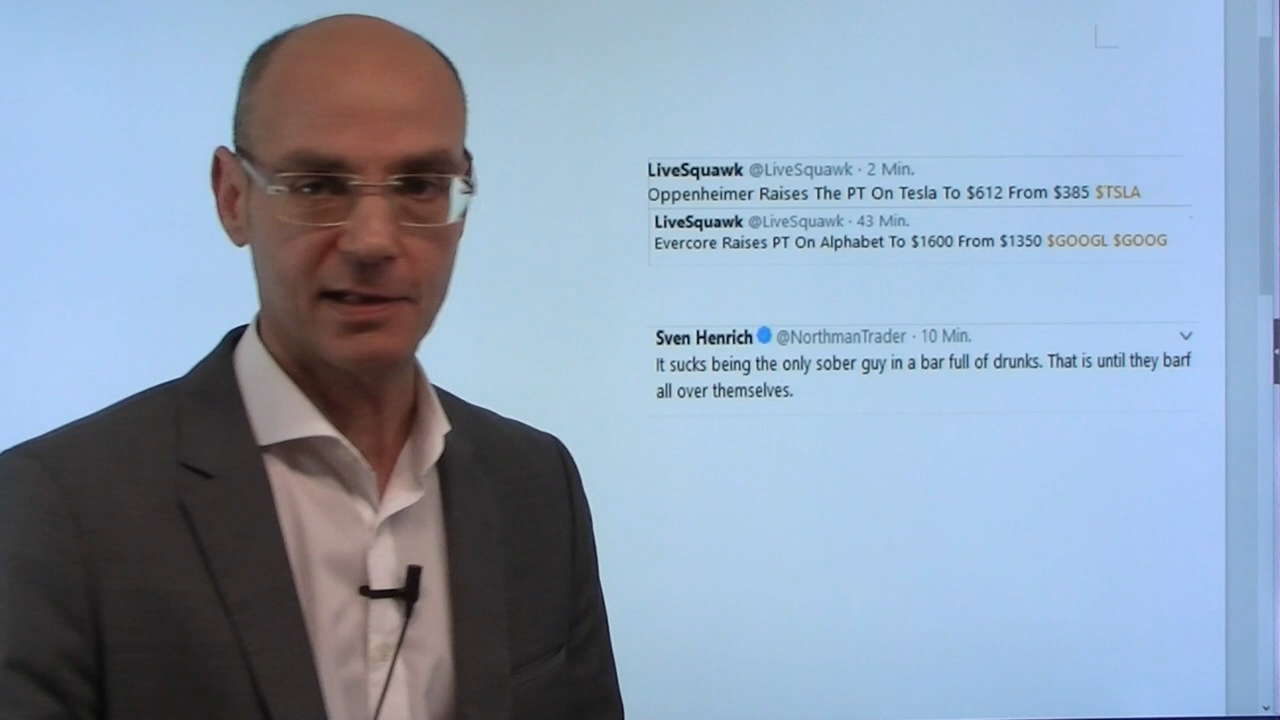 LiveSquawk @LiveSquawk · 2 Min.
Oppenheimer Raises The PT On Tesla To $612 From $385 $TSLA
LiveSquawk @LiveSquawk · 43 Min.
Evercore Raises PT On Alphabet To $1600 From $1350 $GOOGL $GOOG
Sven Henrich @NorthmanTrader · 10 Min.
It sucks being the only sober guy in a bar full of drunks. That is until they barf
all over themselves.